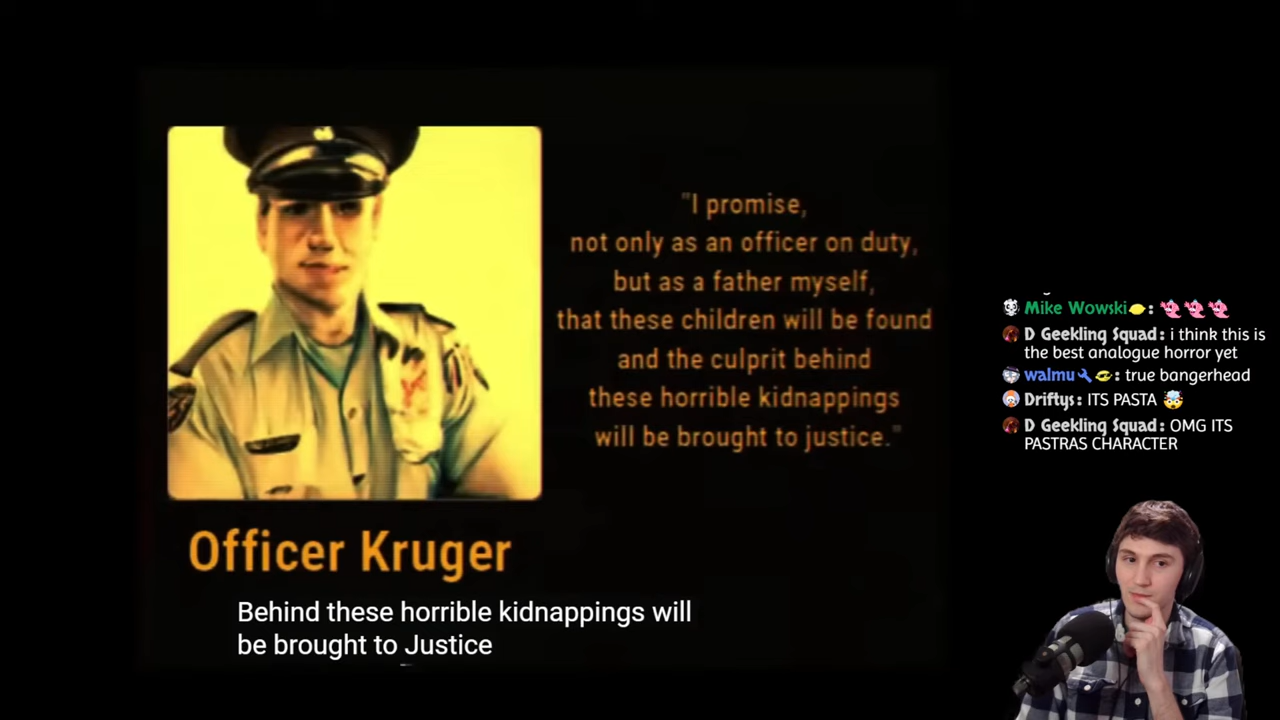 "I promise,
not only as an officer on duty,
but as a father myself,
that these children will be found
and the culprit behind
these horrible kidnappings
will be brought to justice."
Officer Kruger
Behind these horrible kidnappings will
be brought to Justice
Mike Wowski🍋: 
D Geekling Squad: i think this is
the best analogue horror yet
walmu🔧: true bangerhead
Driftys: ITS PASTA 🤯
D Geekling Squad: OMG ITS
PASTRAS CHARACTER